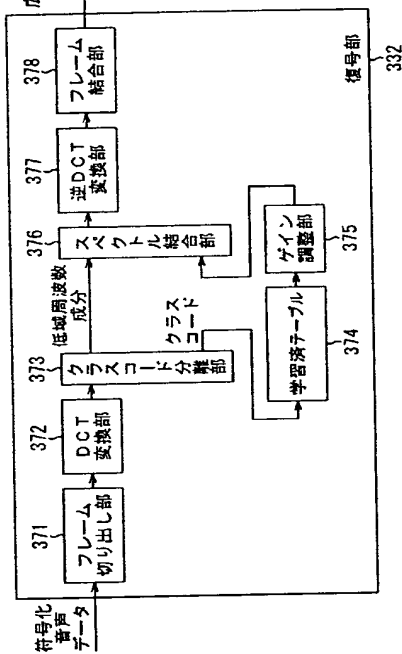 符号化
音声
データ
371
フレーム
切り出し部
372
DCT
変換部
373
クラスコード分離部
低域周波数
成分
クラス
コード
376
スペクトル結合部
377
逆DCT
変換部
378
フレーム
結合部
学習済テーブル
374
ゲイン
調整部
375
復号部
332